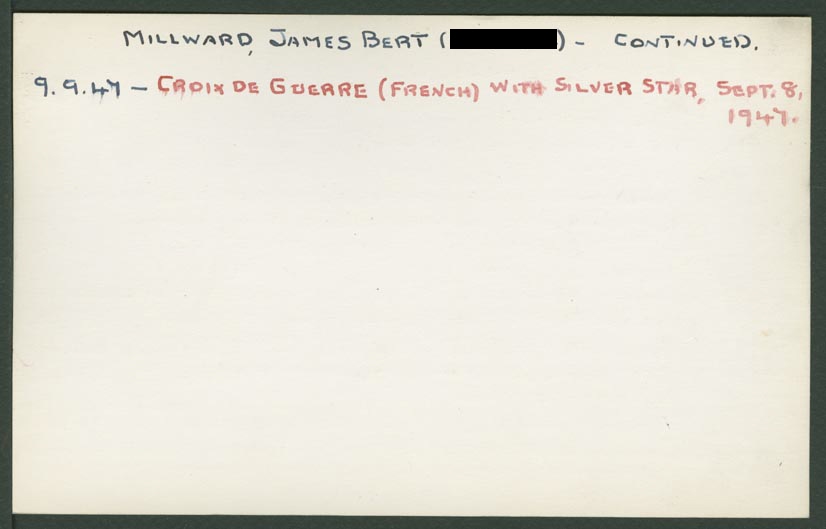 MILLWARD, JAMES BERT () - CONTINUED.
9.9.47 - CROIX DE GUERRE (FRENCH) WITH SILVER STAR, SEPT. 8,
1947.